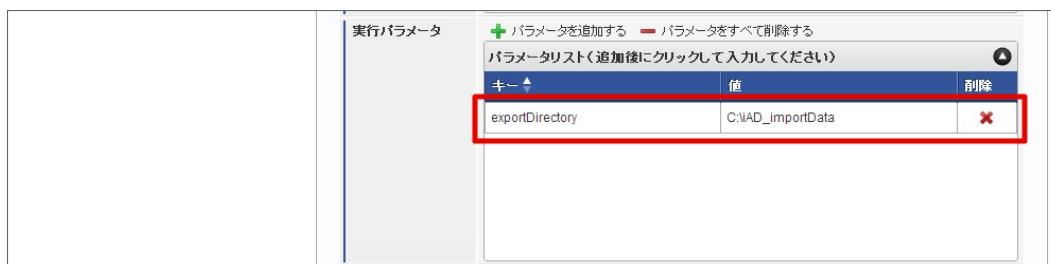 実行パラメータ
パラメータを追加する パラメータをすべて削除する
パラメータリスト(追加後にクリックして入力してください)
キー 値 削除
exportDirectory C:\iAD_importData